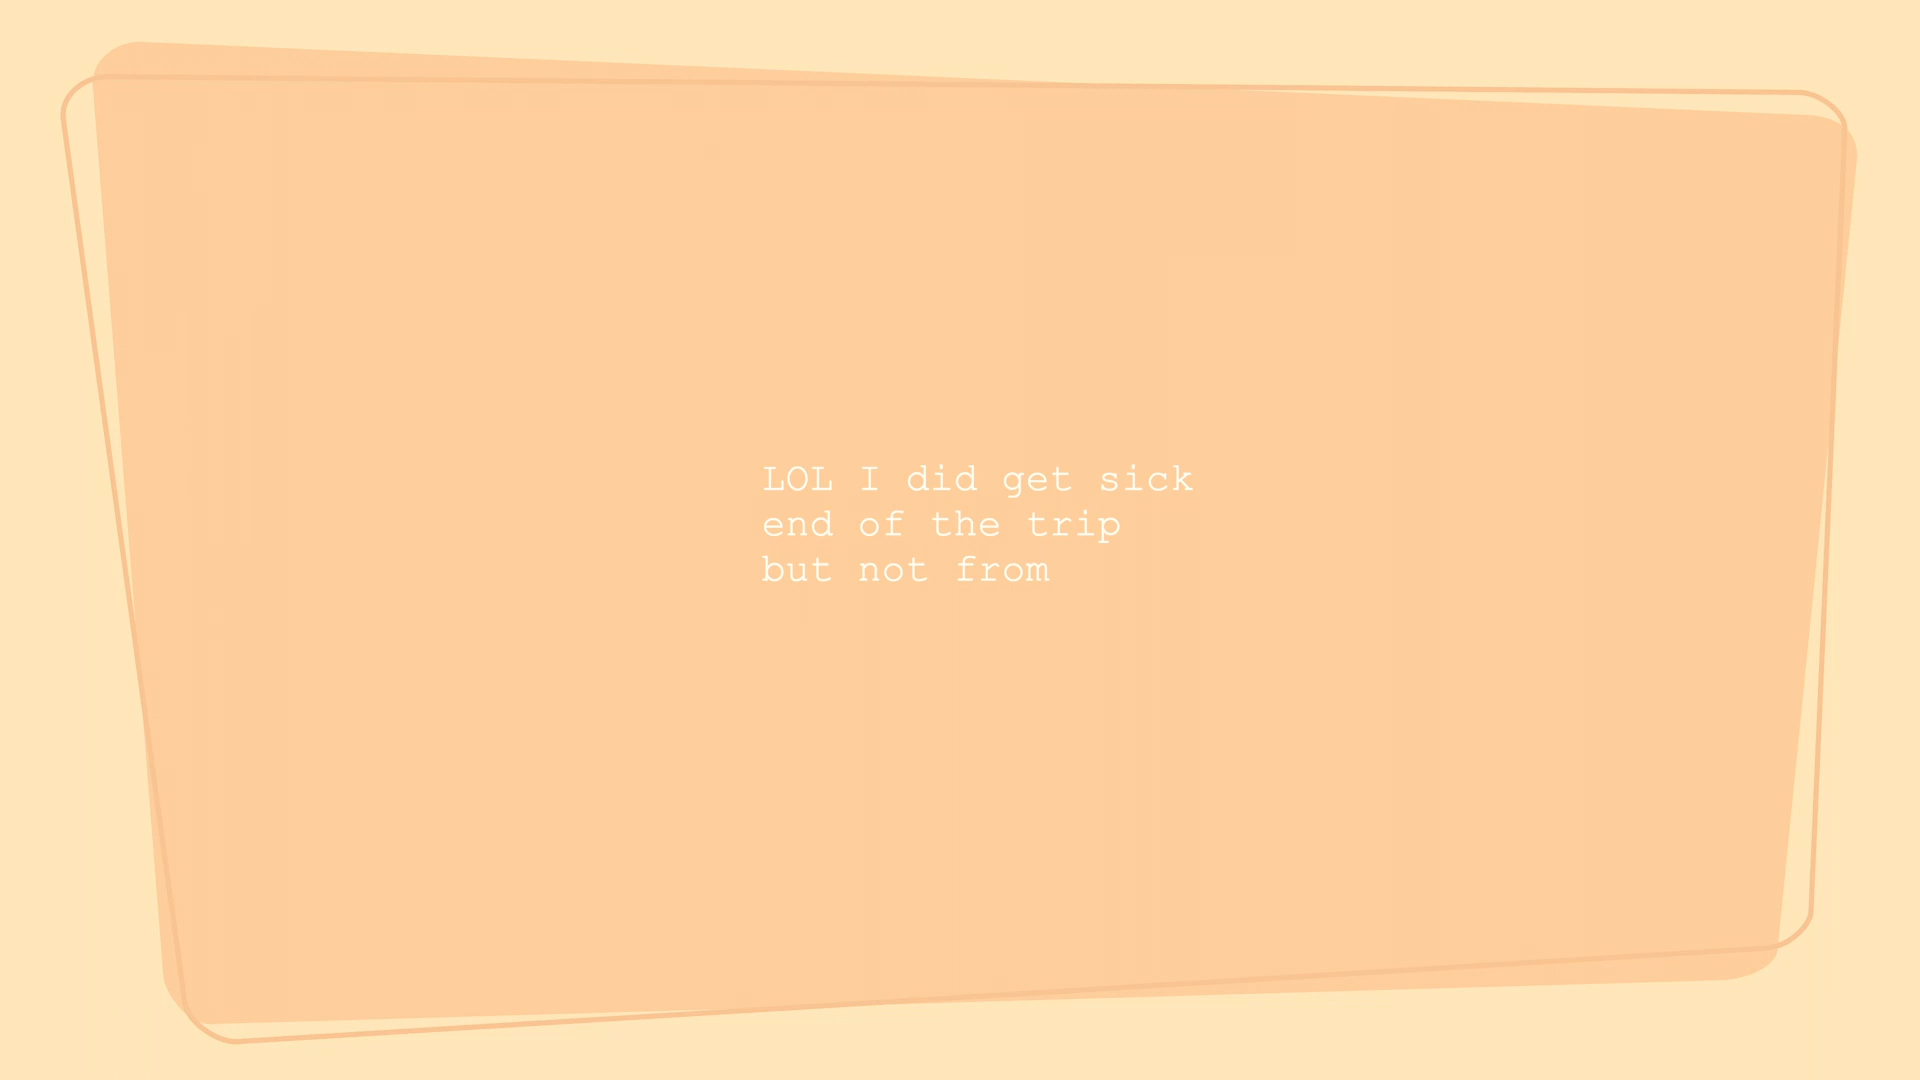 LOL I did get sick
end of the trip
but not from